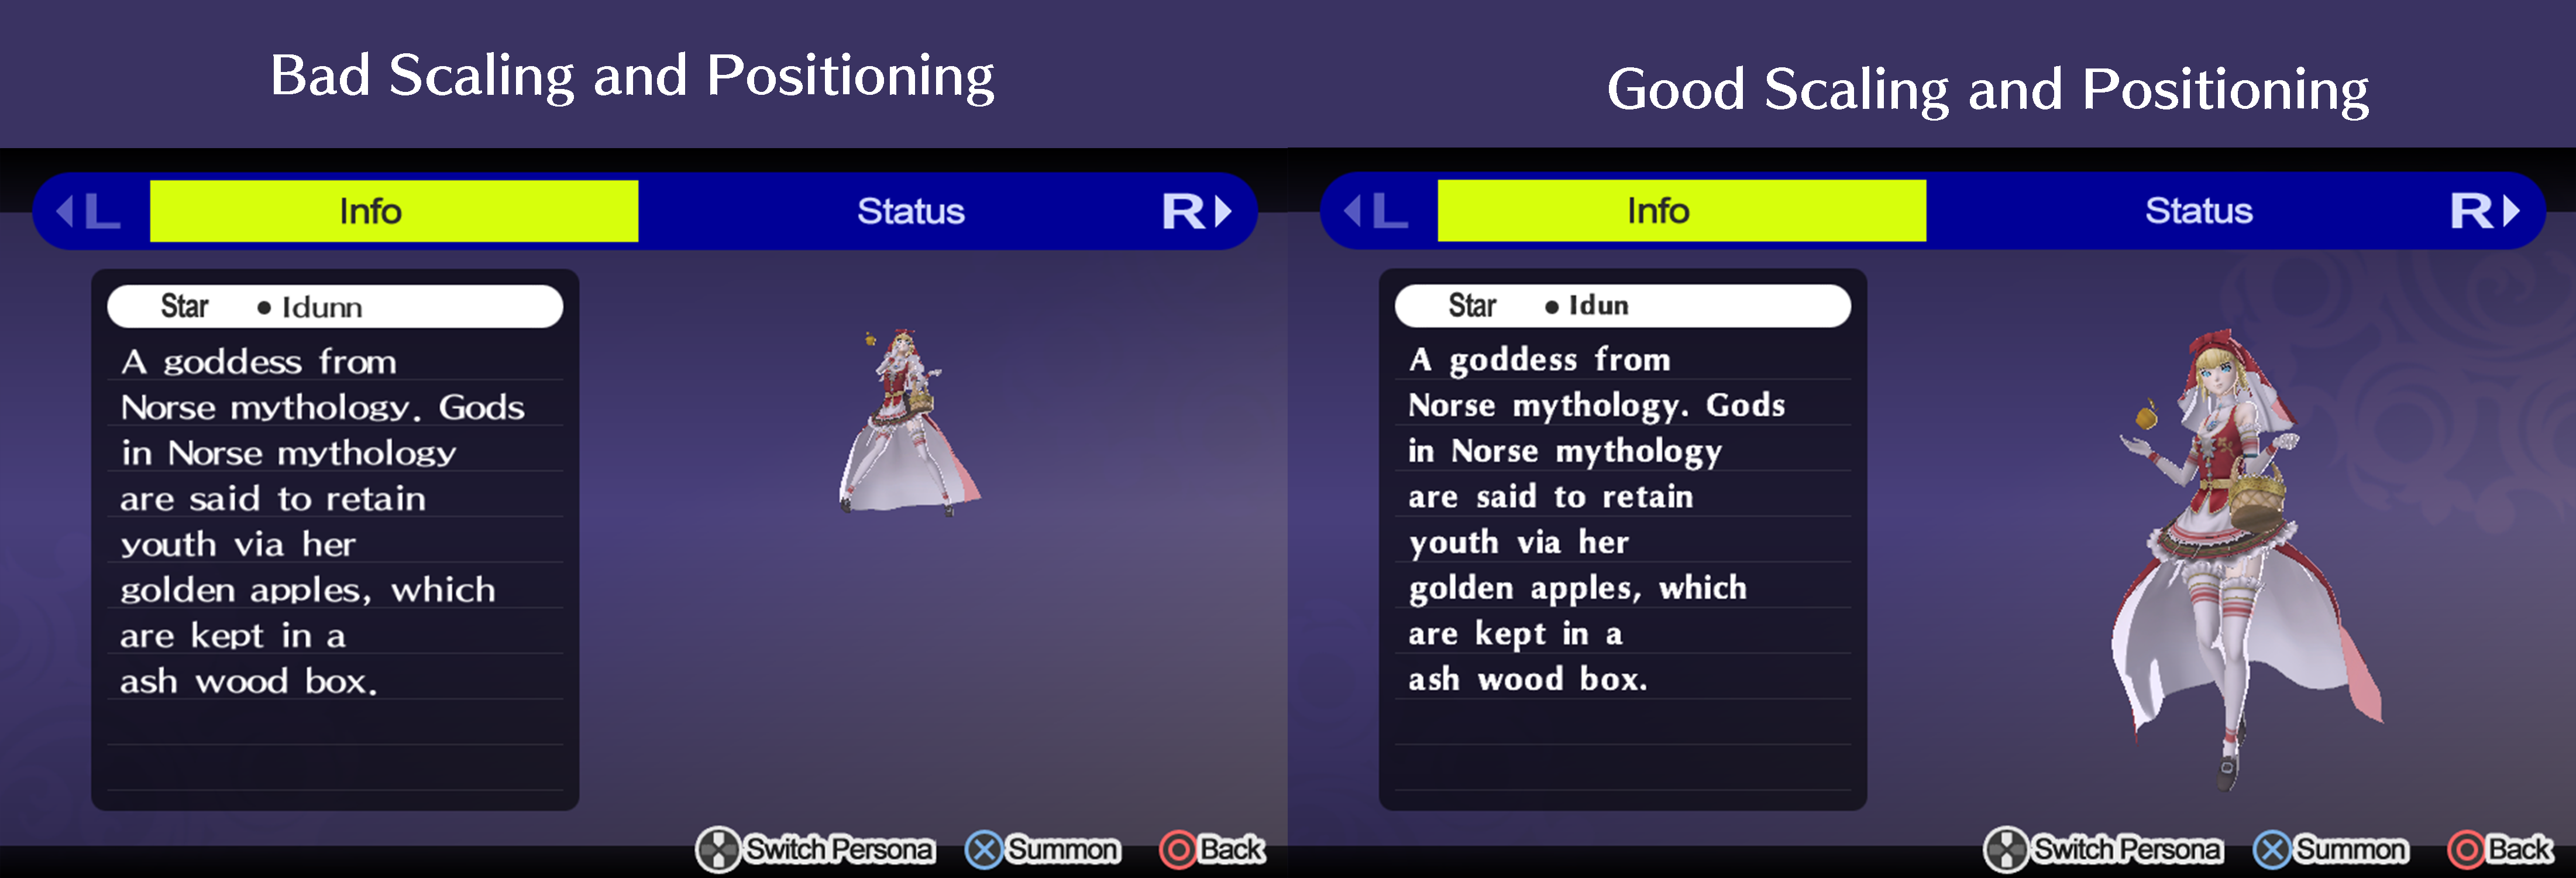 Bad Scaling and Positioning
L Info Status R
Star • Idunn
A goddess from
Norse mythology. Gods
in Norse mythology
are said to retain
youth via her
golden apples, which
are kept in a
ash wood box.
Switch Persona Summon Back
Good Scaling and Positioning
L Info Status R
Star • Idun
A goddess from
Norse mythology. Gods
in Norse mythology
are said to retain
youth via her
golden apples, which
are kept in a
ash wood box.
Switch Persona Summon Back